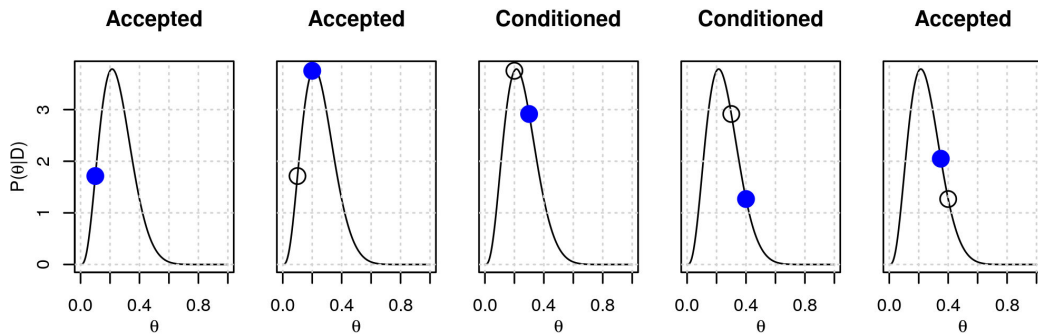 Accepted Accepted Conditioned Conditioned Accepted
P(θ|D)
3
2
1
0
0.0 0.4 0.8 0.0 0.4 0.8 0.0 0.4 0.8 0.0 0.4 0.8 0.0 0.4 0.8
θ θ θ θ θ